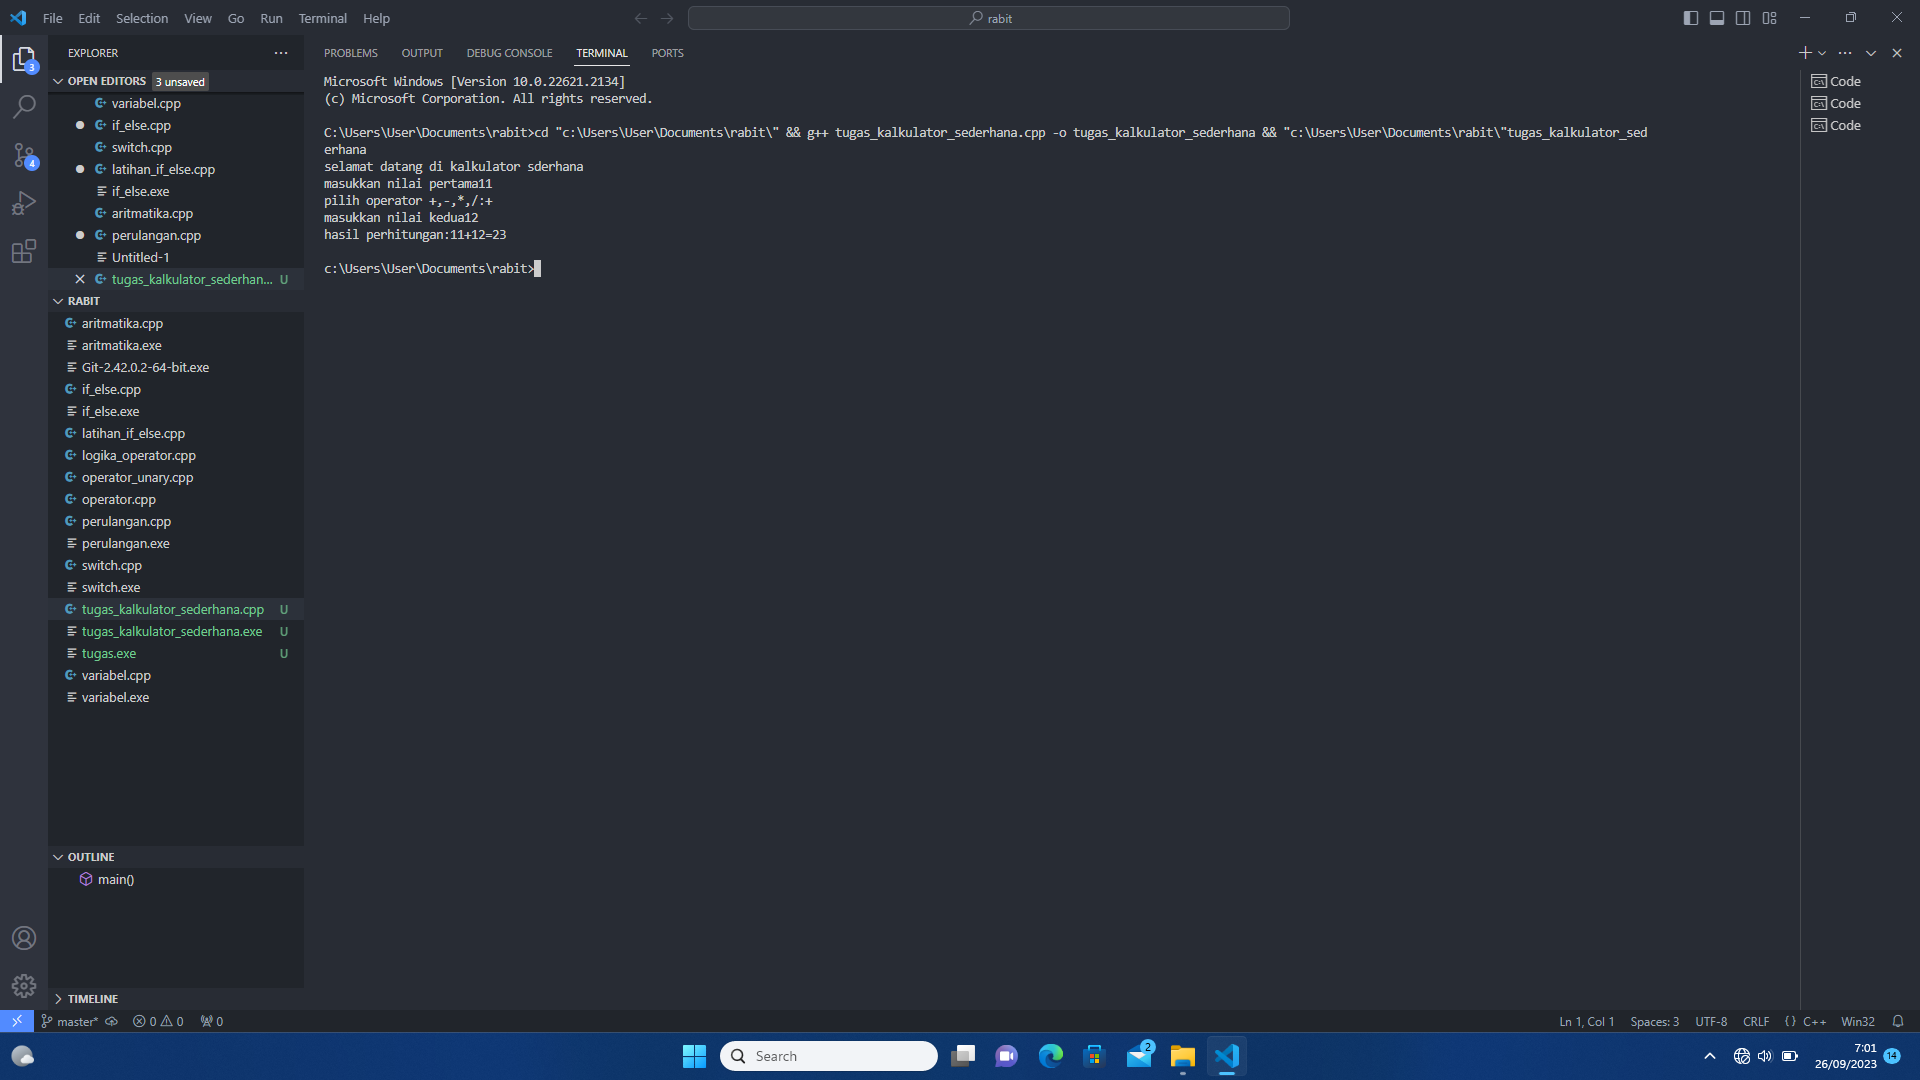 File Edit Selection View Go Run Terminal Help
rabit
EXPLORER
OPEN EDITORS 3 unsaved
variabel.cpp
if_else.cpp
switch.cpp
latihan_if_else.cpp
if_else.exe
aritmatika.cpp
perulangan.cpp
Untitled-1
tugas_kalkulator_sederhan... U
RABIT
aritmatika.cpp
aritmatika.exe
Git-2.42.0.2-64-bit.exe
if_else.cpp
if_else.exe
latihan_if_else.cpp
logika_operator.cpp
operator_unary.cpp
operator.cpp
perulangan.cpp
perulangan.exe
switch.cpp
switch.exe
tugas_kalkulator_sederhana.cpp U
tugas_kalkulator_sederhana.exe U
tugas.exe U
variabel.cpp
variabel.exe
OUTLINE
main()
TIMELINE
3
4
PROBLEMS OUTPUT DEBUG CONSOLE TERMINAL PORTS
Microsoft Windows [Version 10.0.22621.2134]
(c) Microsoft Corporation. All rights reserved.
C:\Users\User\Documents\rabit>cd "c:\Users\User\Documents\rabit\" && g++ tugas_kalkulator_sederhana.cpp -o tugas_kalkulator_sederhana && "c:\Users\User\Documents\rabit\"tugas_kalkulator_sed
erhana
selamat datang di kalkulator sderhana
masukkan nilai pertama11
pilih operator +,-,*,/:+
masukkan nilai kedua12
hasil perhitungan:11+12=23
c:\Users\User\Documents\rabit>
Code
Code
Code
master* 0 0 0
Ln 1, Col 1 Spaces: 3 UTF-8 CRLF {} C++ Win32
Search
2
7:01
26/09/2023
14